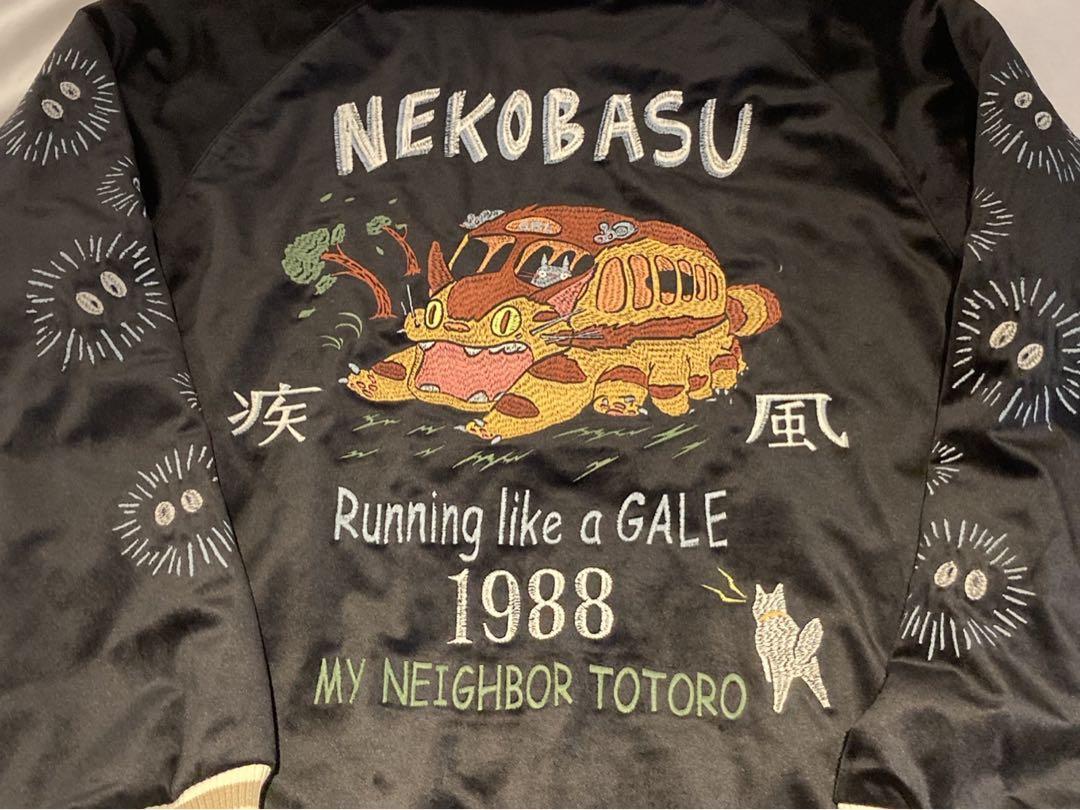 NEKOBASU
疾 風
Running like a GALE
1988
MY NEIGHBOR TOTORO